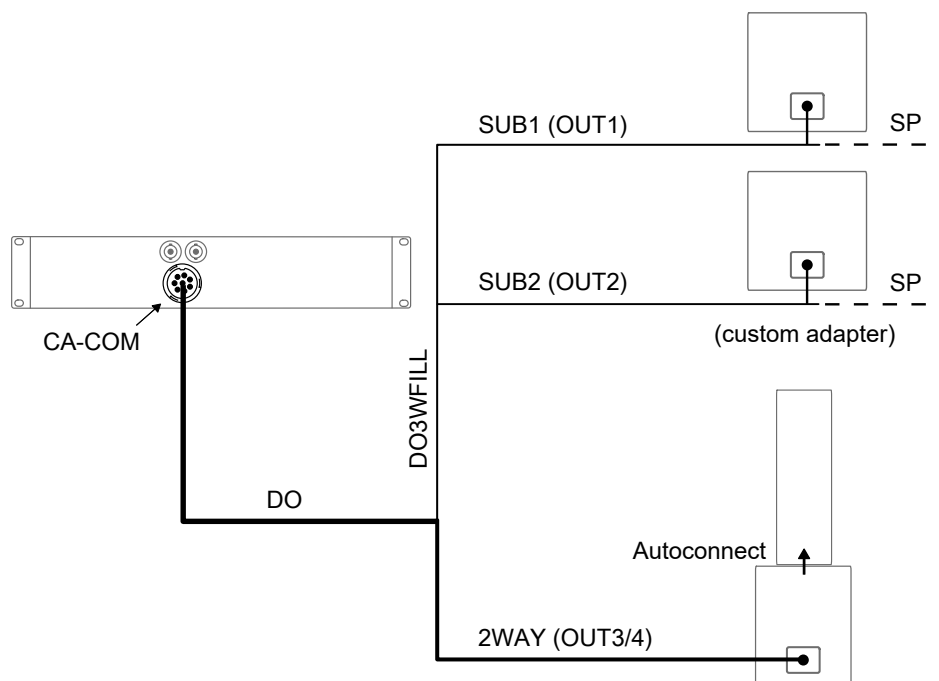 SUB1 (OUT1)
SP
SUB2 (OUT2)
SP
(custom adapter)
CA-COM
DO3WFILL
DO
Autoconnect
2WAY (OUT3/4)